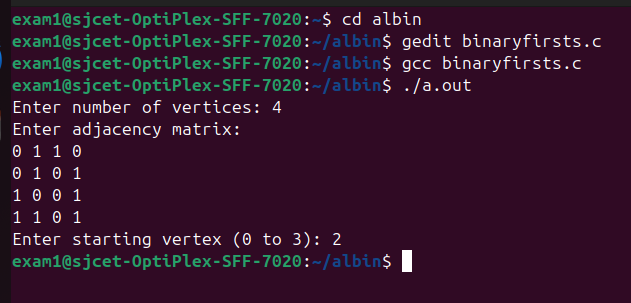 exam1@sjcet-OptiPlex-SFF-7020:~$ cd albin
exam1@sjcet-OptiPlex-SFF-7020:~/albin$ gedit binaryfirsts.c
exam1@sjcet-OptiPlex-SFF-7020:~/albin$ gcc binaryfirsts.c
exam1@sjcet-OptiPlex-SFF-7020:~/albin$ ./a.out
Enter number of vertices: 4
Enter adjacency matrix:
0 1 1 0
0 1 0 1
1 0 0 1
1 1 0 1
Enter starting vertex (0 to 3): 2
exam1@sjcet-OptiPlex-SFF-7020:~/albin$